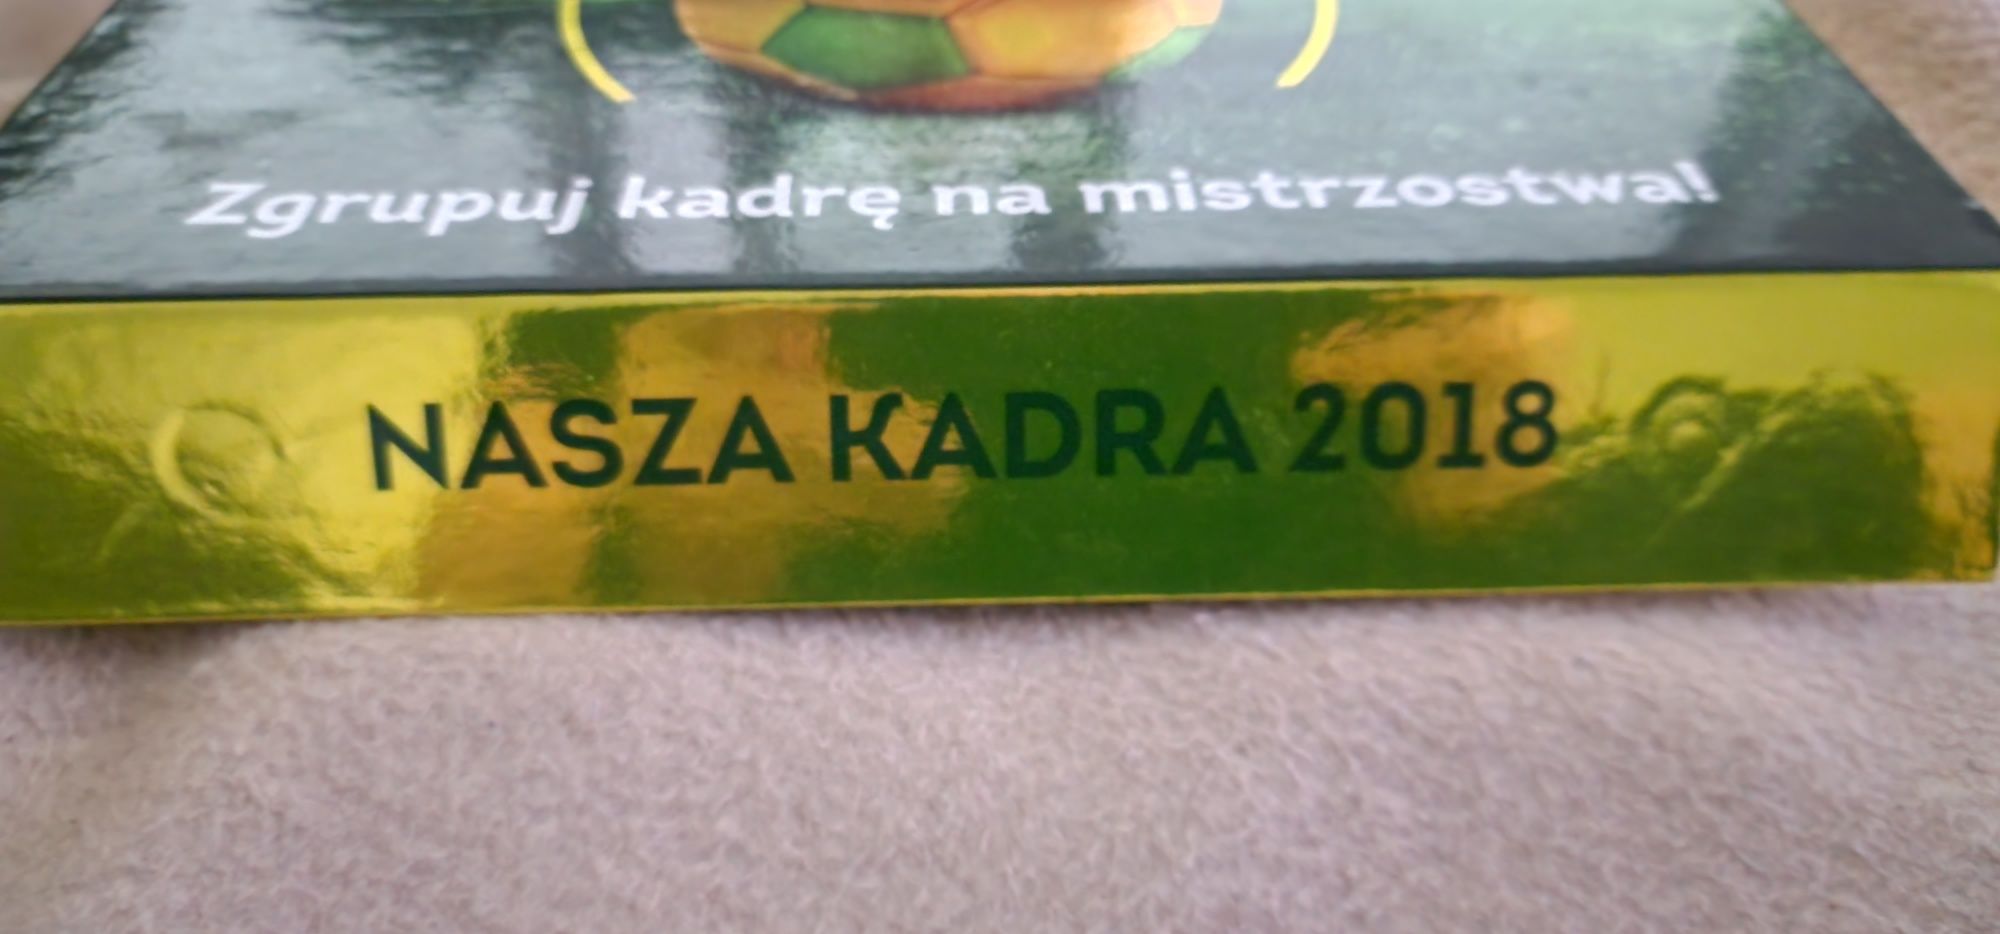 Zgrupuj kadrę na mistrzostwa!
NASZA KADRA 2018